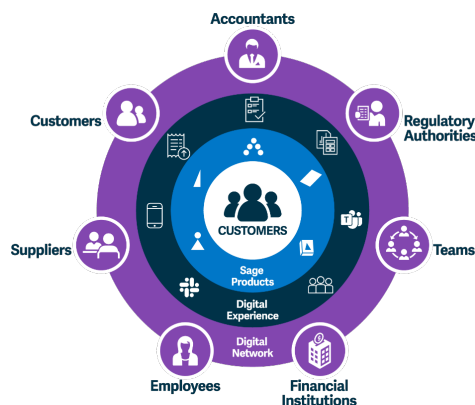 Accountants
Customers
Regulatory
Authorities
CUSTOMERS
Suppliers
Teams
Sage
Products
Digital
Experience
Digital
Network
Employees
Financial
Institutions